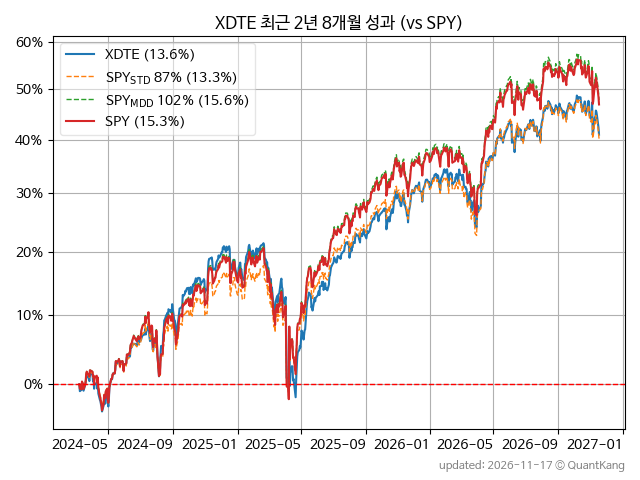 XDTE 최근 2년 8개월 성과 (vs SPY)
60%
50%
40%
30%
20%
10%
0%
XDTE (13.6%)
SPY_STD 87% (13.3%)
SPY_MDD 102% (15.6%)
SPY (15.3%)
2024-05 2024-09 2025-01 2025-05 2025-09 2026-01 2026-05 2026-09 2027-01
updated: 2026-11-17 © QuantKang